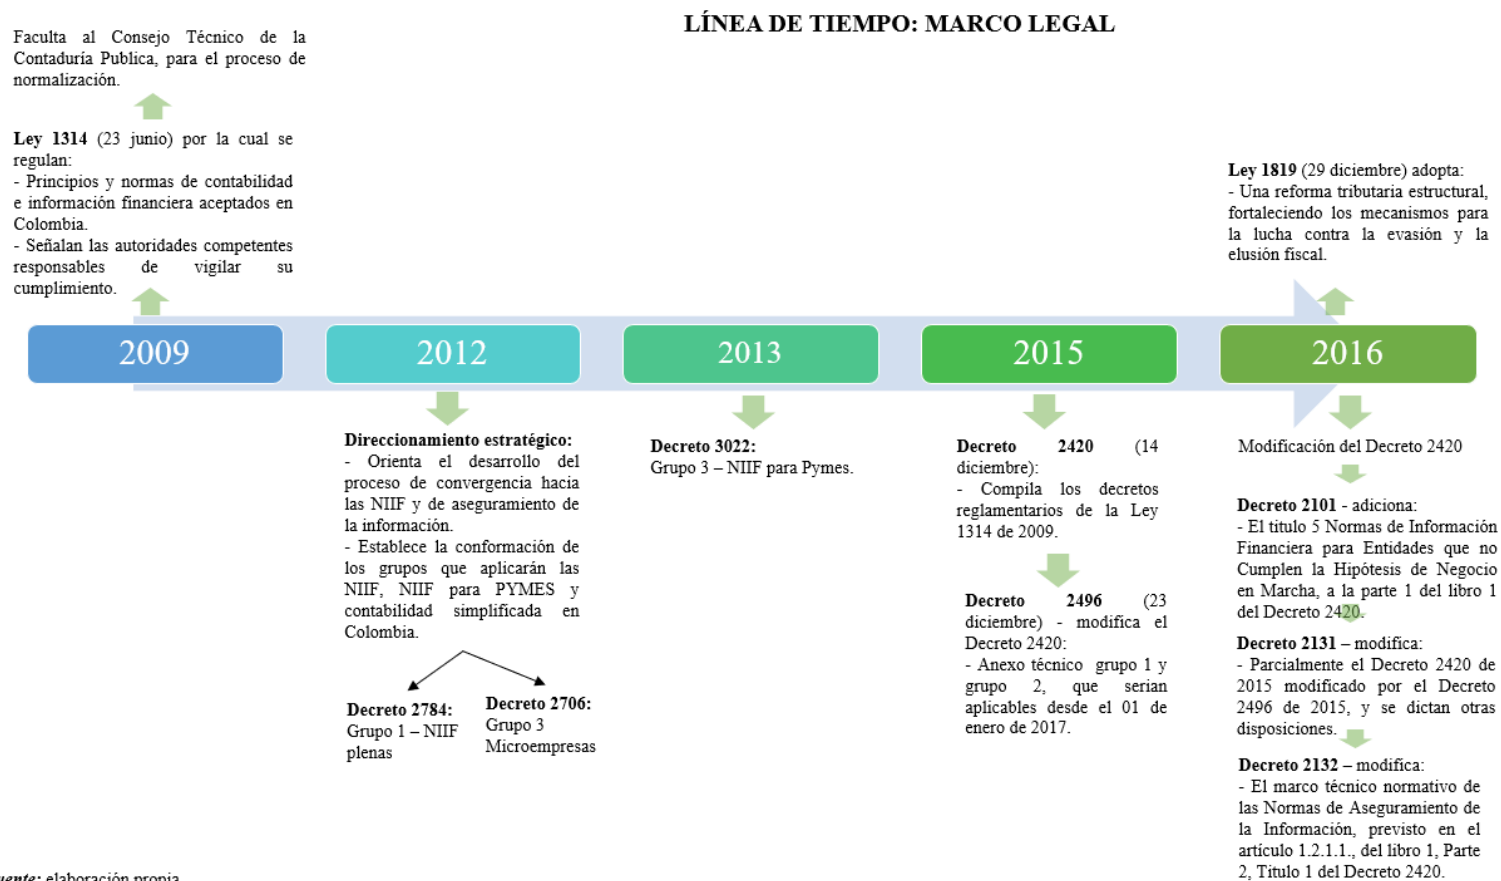 LÍNEA DE TIEMPO: MARCO LEGAL
Faculta al Consejo Técnico de la
Contaduría Publica, para el proceso de
normalización.
Ley 1314 (23 junio) por la cual se
regulan:
- Principios y normas de contabilidad
e información financiera aceptados en
Colombia.
- Señalan las autoridades competentes
responsables de vigilar su
cumplimiento.
Ley 1819 (29 diciembre) adopta:
- Una reforma tributaria estructural,
fortaleciendo los mecanismos para
la lucha contra la evasión y la
elusión fiscal.
2009
2012
2013
2015
2016
Direccionamiento estratégico:
- Orienta el desarrollo del
proceso de convergencia hacia
las NIIF y de aseguramiento de
la información.
- Establece la conformación de
los grupos que aplicarán las
NIIF, NIIF para PYMES y
contabilidad simplificada en
Colombia.
Decreto 2784:
Grupo 1 – NIIF
plenas
Decreto 2706:
Grupo 3
Microempresas
Decreto 3022:
Grupo 3 – NIIF para Pymes.
Decreto 2420 (14
diciembre):
- Compila los decretos
reglamentarios de la Ley
1314 de 2009.
Decreto 2496 (23
diciembre) - modifica el
Decreto 2420:
- Anexo técnico grupo 1 y
grupo 2, que serían
aplicables desde el 01 de
enero de 2017.
Modificación del Decreto 2420
Decreto 2101 - adiciona:
- El titulo 5 Normas de Información
Financiera para Entidades que no
Cumplen la Hipótesis de Negocio
en Marcha, a la parte 1 del libro 1
del Decreto 2420.
Decreto 2131 – modifica:
- Parcialmente el Decreto 2420 de
2015 modificado por el Decreto
2496 de 2015, y se dictan otras
disposiciones.
Decreto 2132 – modifica:
- El marco técnico normativo de
las Normas de Aseguramiento de
la Información, previsto en el
artículo 1.2.1.1., del libro 1, Parte
2, Titulo 1 del Decreto 2420.
uente: elaboración propia